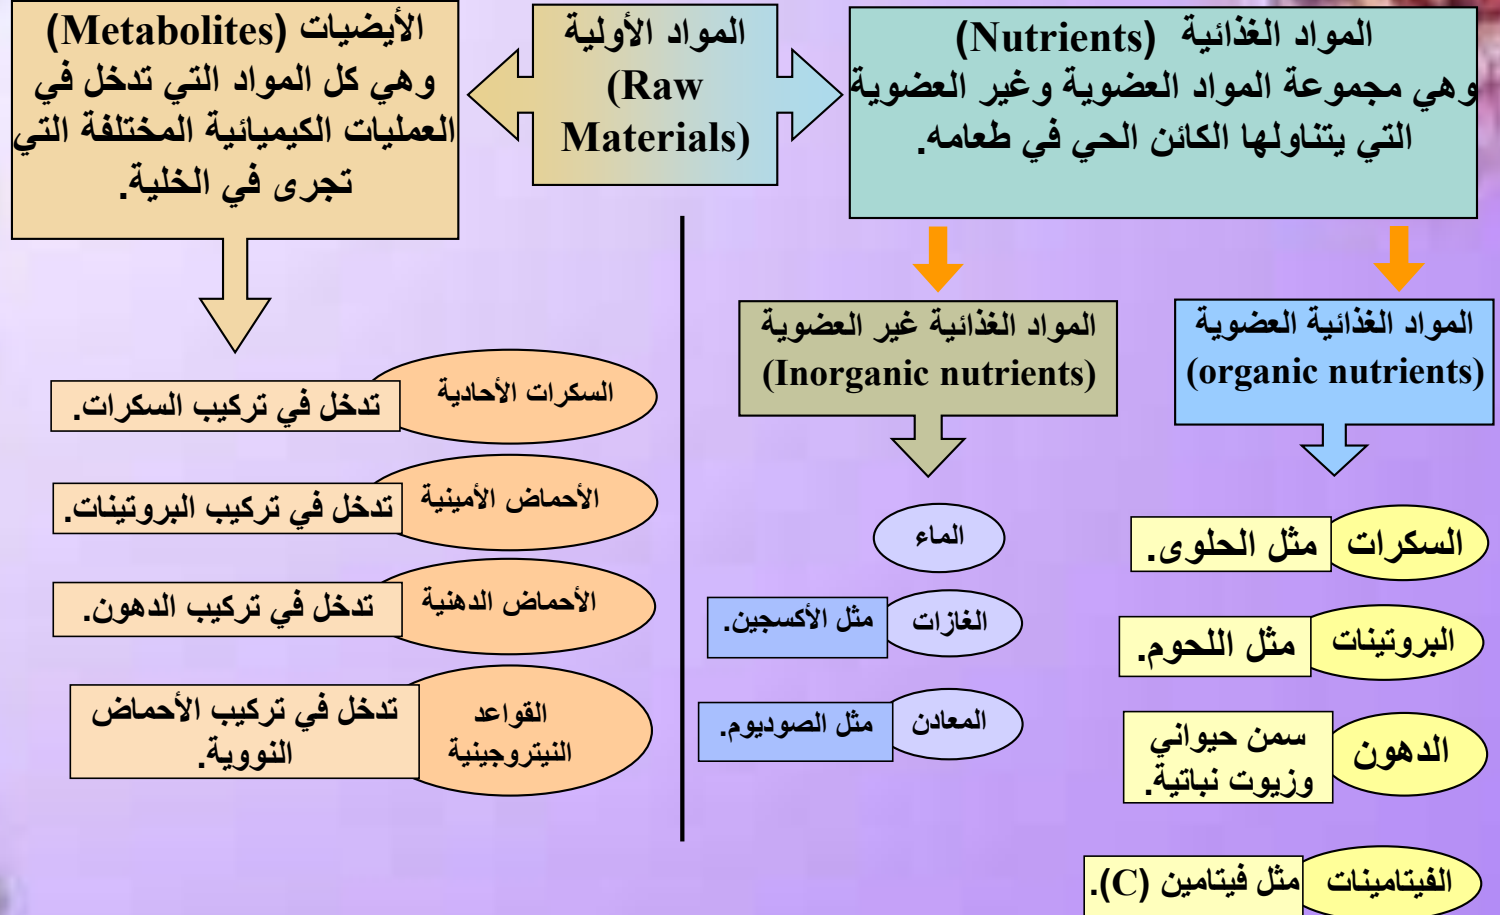 المواد الأولية
(Raw
Materials)
المواد الغذائية (Nutrients)
وهي مجموعة المواد العضوية وغير العضوية
التي يتناولها الكائن الحي في طعامه.
المواد الغذائية العضوية
(organic nutrients)
السكرات
مثل الحلوى.
البروتينات
مثل اللحوم.
الدهون
سمن حيواني
وزيوت نباتية.
الفيتامينات
مثل فيتامين (C).
المواد الغذائية غير العضوية
(Inorganic nutrients)
الماء
الغازات
مثل الأكسجين.
المعادن
مثل الصوديوم.
الأيضيات (Metabolites)
وهي كل المواد التي تدخل في
العمليات الكيميائية المختلفة التي
تجرى في الخلية.
السكرات الأحادية
تدخل في تركيب السكرات.
الأحماض الأمينية
تدخل في تركيب البروتينات.
الأحماض الدهنية
تدخل في تركيب الدهون.
القواعد
النيتروجينية
تدخل في تركيب الأحماض
النووية.